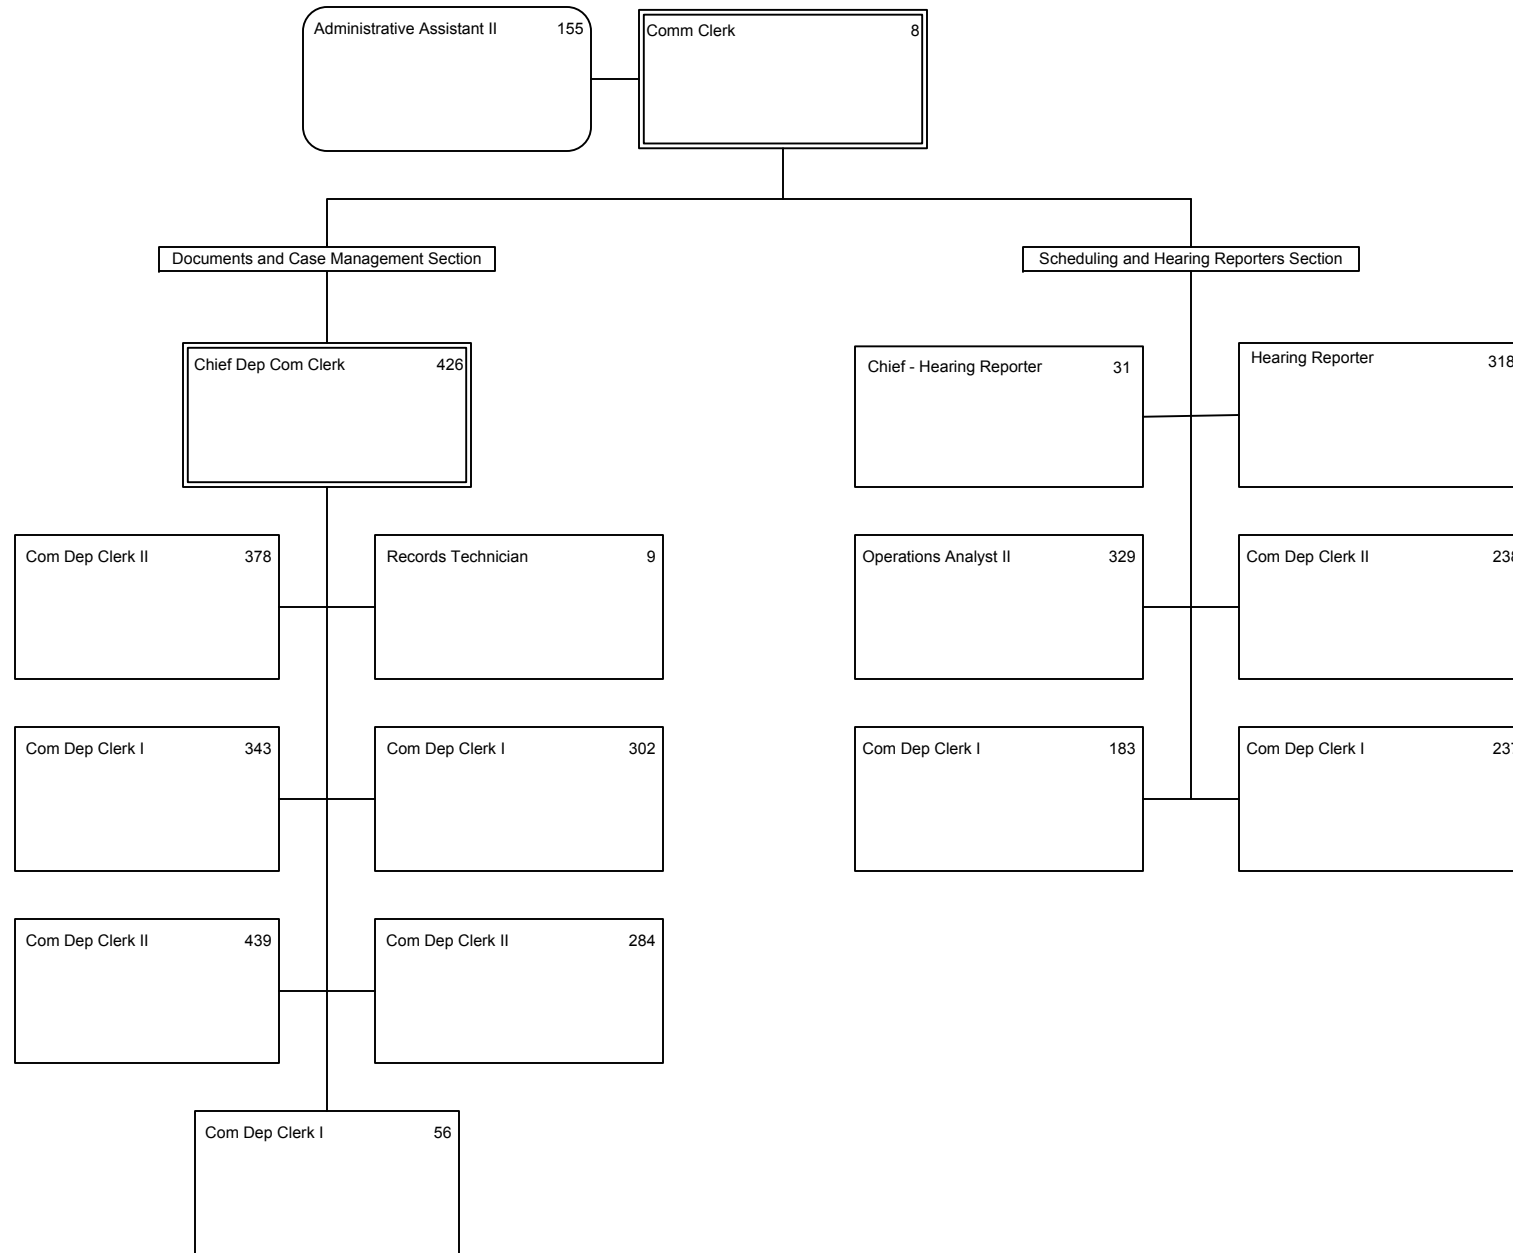 Administrative Assistant II 155
Comm Clerk 8
Documents and Case Management Section
Scheduling and Hearing Reporters Section
Chief Dep Com Clerk 426
Chief - Hearing Reporter 31
Hearing Reporter 318
Com Dep Clerk II 378
Records Technician 9
Operations Analyst II 329
Com Dep Clerk II 238
Com Dep Clerk I 343
Com Dep Clerk I 302
Com Dep Clerk I 183
Com Dep Clerk I 237
Com Dep Clerk II 439
Com Dep Clerk II 284
Com Dep Clerk I 56